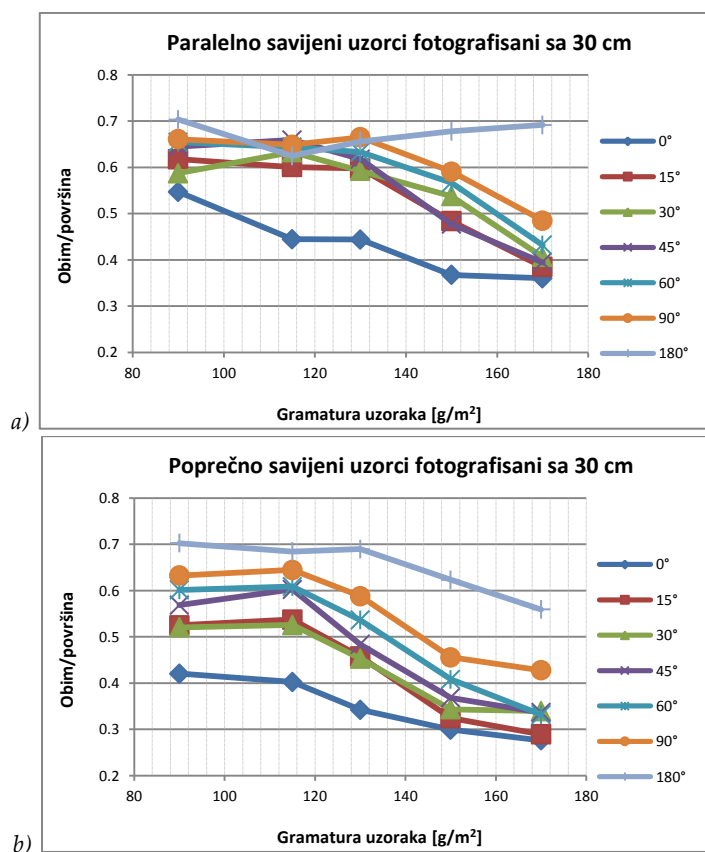 Paralelno savijeni uzorci fotografisani sa 30 cm
0.8
0.7
0.6
0.5
0.4
0.3
0.2
Obim/površina
80 100 120 140 160 180
Gramatura uzoraka [g/m²]
0°
15°
30°
45°
60°
90°
180°
a)
Poprečno savijeni uzorci fotografisani sa 30 cm
0.8
0.7
0.6
0.5
0.4
0.3
0.2
Obim/površina
80 100 120 140 160 180
Gramatura uzoraka [g/m²]
0°
15°
30°
45°
60°
90°
180°
b)